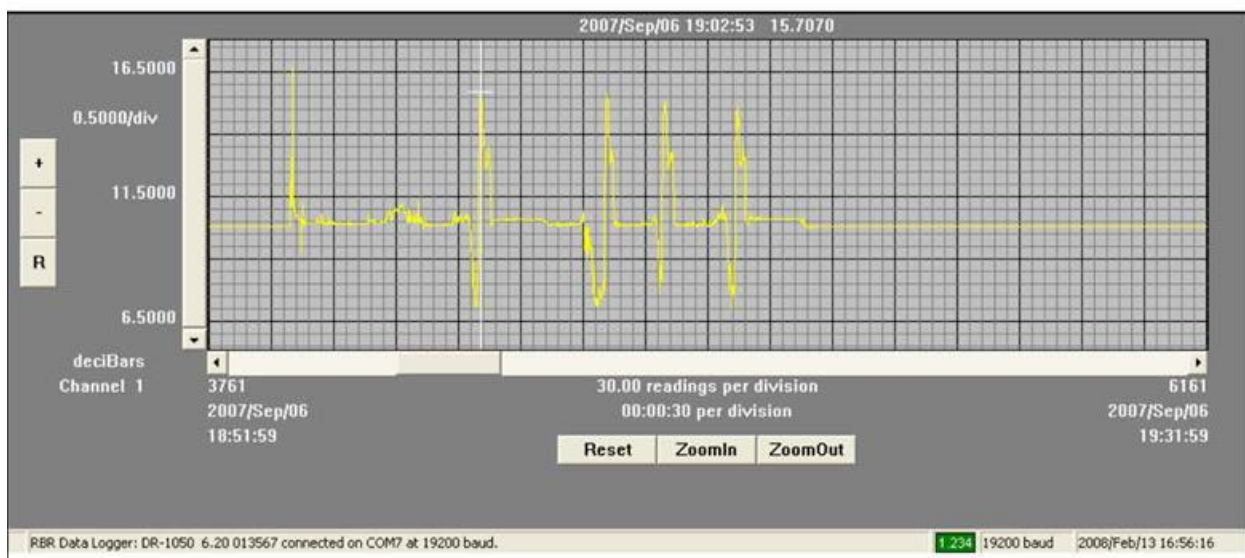 2007/Sep/06 19:02:53 15.7070
16.5000
0.5000/div
+
11.5000
-
R
6.5000
deciBars
Channel 1
3761 30.00 readings per division 6161
2007/Sep/06 00:00:30 per division 2007/Sep/06
18:51:59 19:31:59
Reset ZoomIn ZoomOut
RBR Data Logger: DR-1050 6.20 013567 connected on COM7 at 19200 baud. 1.234 19200 baud 2008/Feb/13 16:56:16